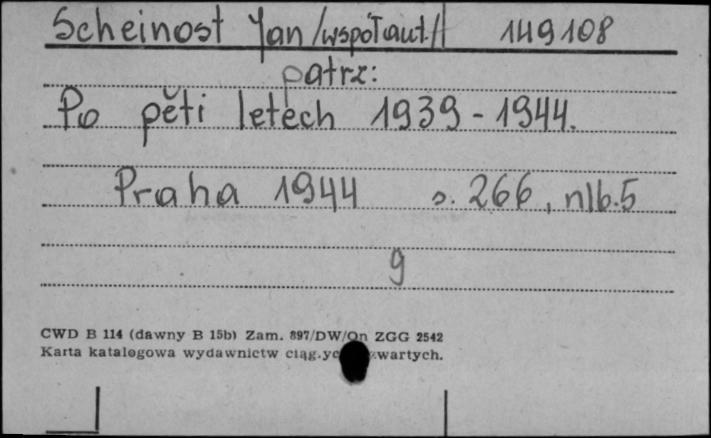 Scheinost Jan /współaut./ 149108
patrz:
Po pěti letech 1939 - 1944.
Praha 1944 s. 266, nlb. 5
9
CWD B 114 (dawny B 15b) Zam. 897/DW/On ZGG 2542
Karta katalogowa wydawnictw ciąg. wartych.